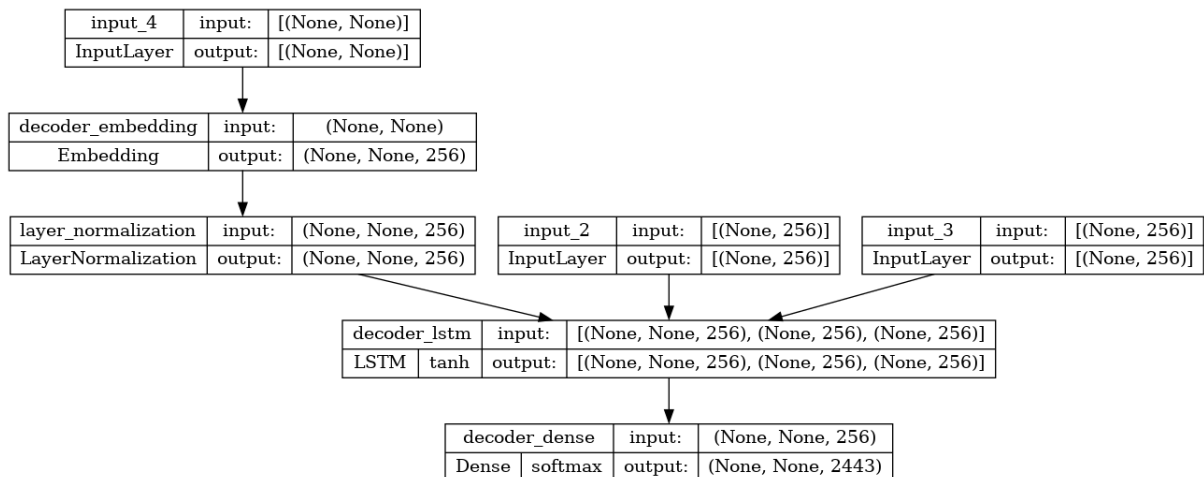 input_4 input: [(None, None)]
InputLayer output: [(None, None)]
decoder_embedding input: (None, None)
Embedding output: (None, None, 256)
layer_normalization input: (None, None, 256)
LayerNormalization output: (None, None, 256)
input_2 input: [(None, 256)]
InputLayer output: [(None, 256)]
input_3 input: [(None, 256)]
InputLayer output: [(None, 256)]
decoder_lstm input: [(None, None, 256), (None, 256), (None, 256)]
LSTM tanh output: [(None, None, 256), (None, 256), (None, 256)]
decoder_dense input: (None, None, 256)
Dense softmax output: (None, None, 2443)